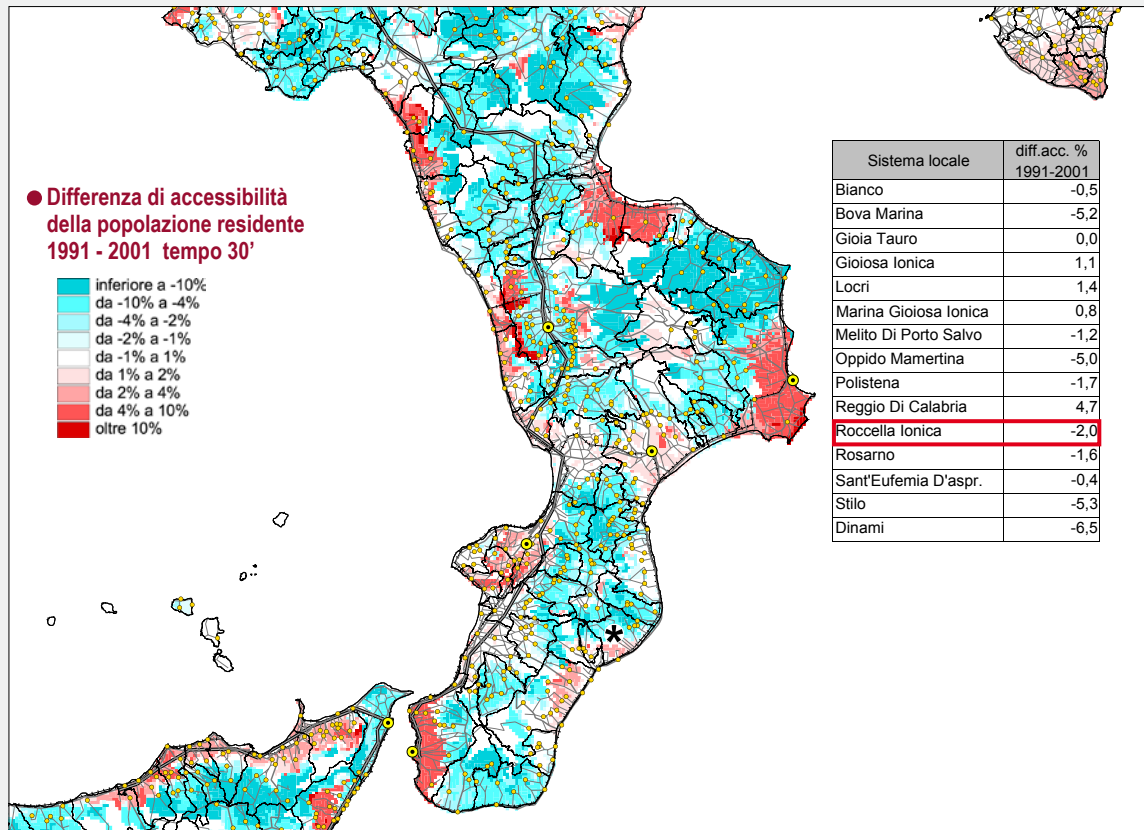 Differenza di accessibilità
della popolazione residente
1991 - 2001 tempo 30'
inferiore a -10%
da -10% a -4%
da -4% a -2%
da -2% a -1%
da -1% a 1%
da 1% a 2%
da 2% a 4%
da 4% a 10%
oltre 10%
Sistema locale diff.acc. %
1991-2001
Bianco -0,5
Bova Marina -5,2
Gioia Tauro 0,0
Gioiosa Ionica 1,1
Locri 1,4
Marina Gioiosa Ionica 0,8
Melito Di Porto Salvo -1,2
Oppido Mamertina -5,0
Polistena -1,7
Reggio Di Calabria 4,7
Roccella Ionica -2,0
Rosarno -1,6
Sant'Eufemia D'aspr. -0,4
Stilo -5,3
Dinami -6,5
*